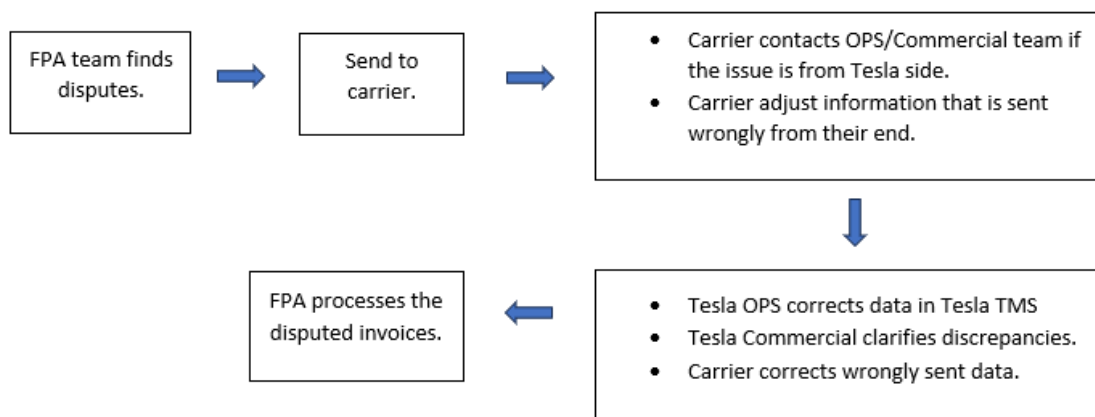 FPA team finds
disputes.
Send to
carrier.
• Carrier contacts OPS/Commercial team if
the issue is from Tesla side.
• Carrier adjust information that is sent
wrongly from their end.
• Tesla OPS corrects data in Tesla TMS
• Tesla Commercial clarifies discrepancies.
• Carrier corrects wrongly sent data.
FPA processes the
disputed invoices.